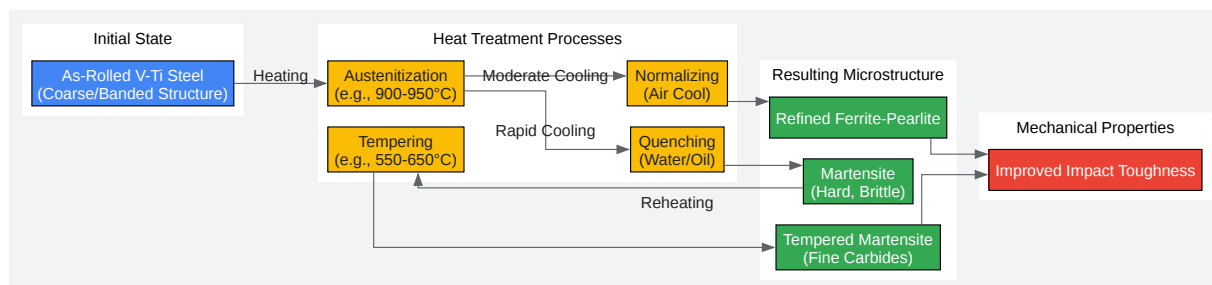 Initial State
As-Rolled V-Ti Steel
(Coarse/Banded Structure)
Heating
Heat Treatment Processes
Austenitization
(e.g., 900-950°C)
Moderate Cooling
Normalizing
(Air Cool)
Rapid Cooling
Tempering
(e.g., 550-650°C)
Quenching
(Water/Oil)
Reheating
Resulting Microstructure
Refined Ferrite-Pearlite
Martensite
(Hard, Brittle)
Tempered Martensite
(Fine Carbides)
Mechanical Properties
Improved Impact Toughness